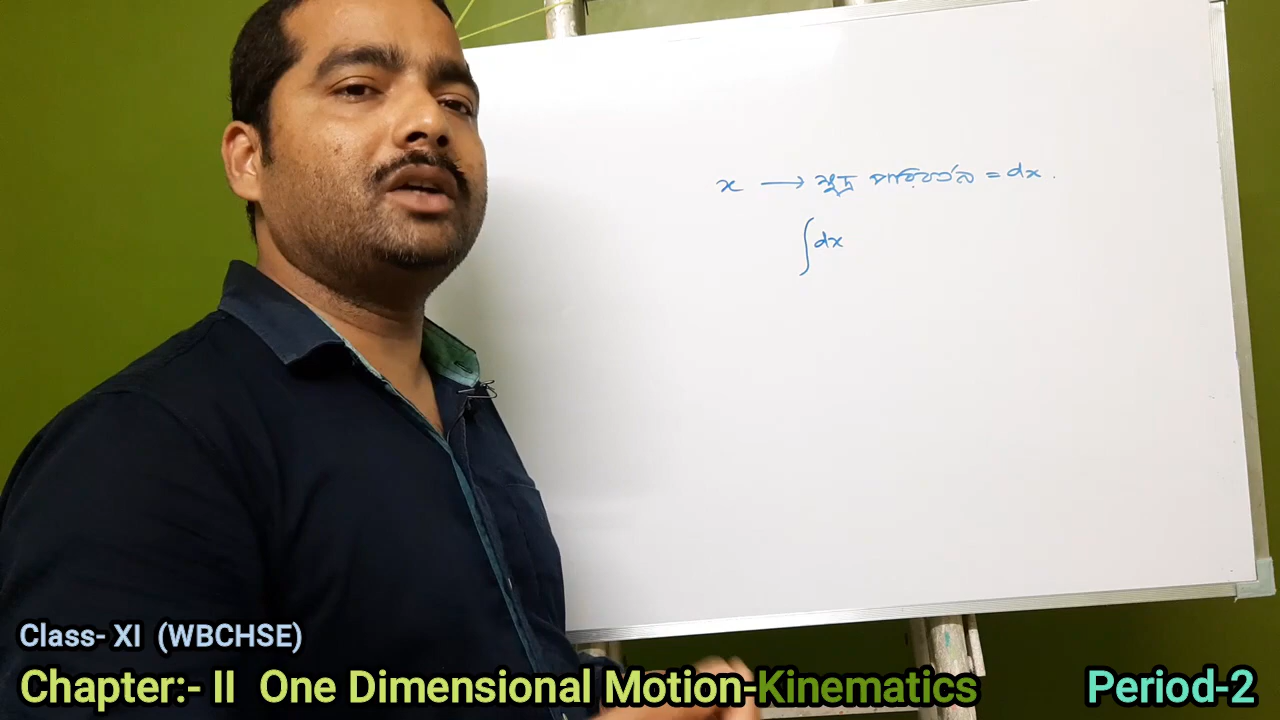 x → ক্ষুদ্র পরিবর্তন = dx.
∫dx
Class- XI (WBCHSE)
Chapter:- II One Dimensional Motion-Kinematics
Period-2